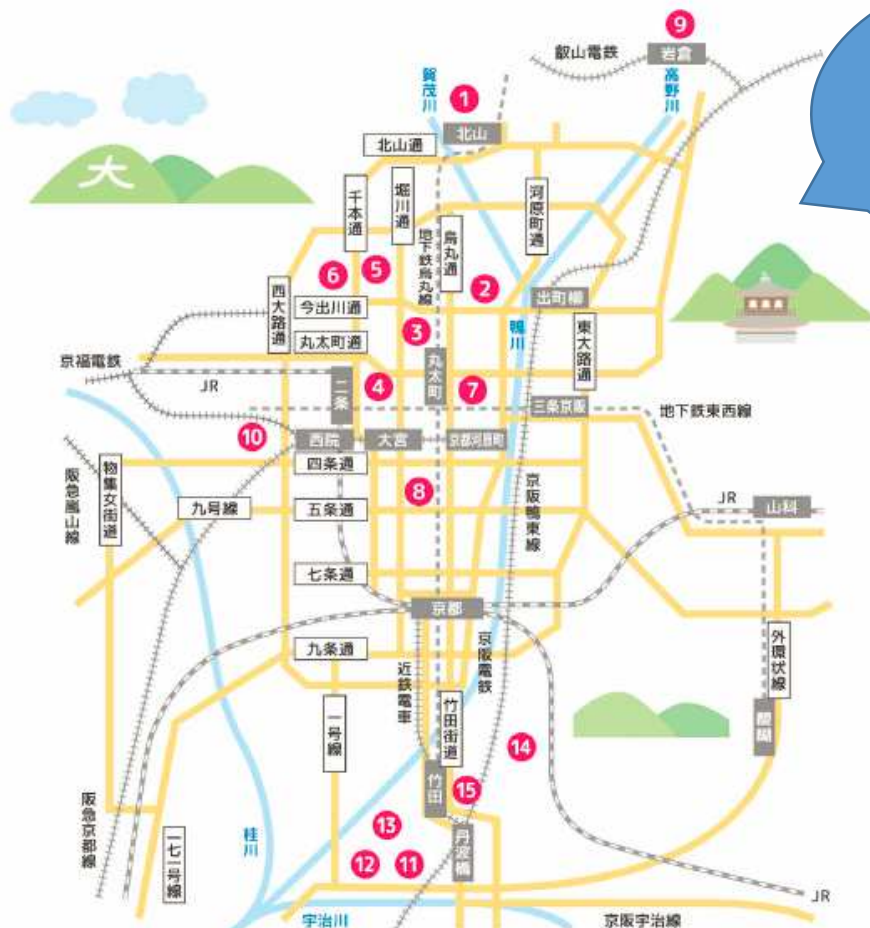 9
叡山電鉄
岩倉
賀茂川
1
高野川
北山
北山通
大
千本通
堀川通
河原町通
地下鉄烏丸線
烏丸通
6
5
2
西大路通
今出川通
出町柳
3
鴨川
丸太町通
丸太町
東大路通
京福電鉄
JR
二条
4
7
三条京阪
地下鉄東西線
10
西院
大宮
京都河原町
四条通
阪急嵐山線
物集女街道
九号線
五条通
8
京阪鴨東線
JR
山科
七条通
京都
九条通
近鉄電車
京阪電鉄
外環状線
一号線
竹田街道
醍醐
14
竹田
15
阪急京都線
桂川
13
丹波橋
一七一号線
12
11
JR
宇治川
京阪宇治線